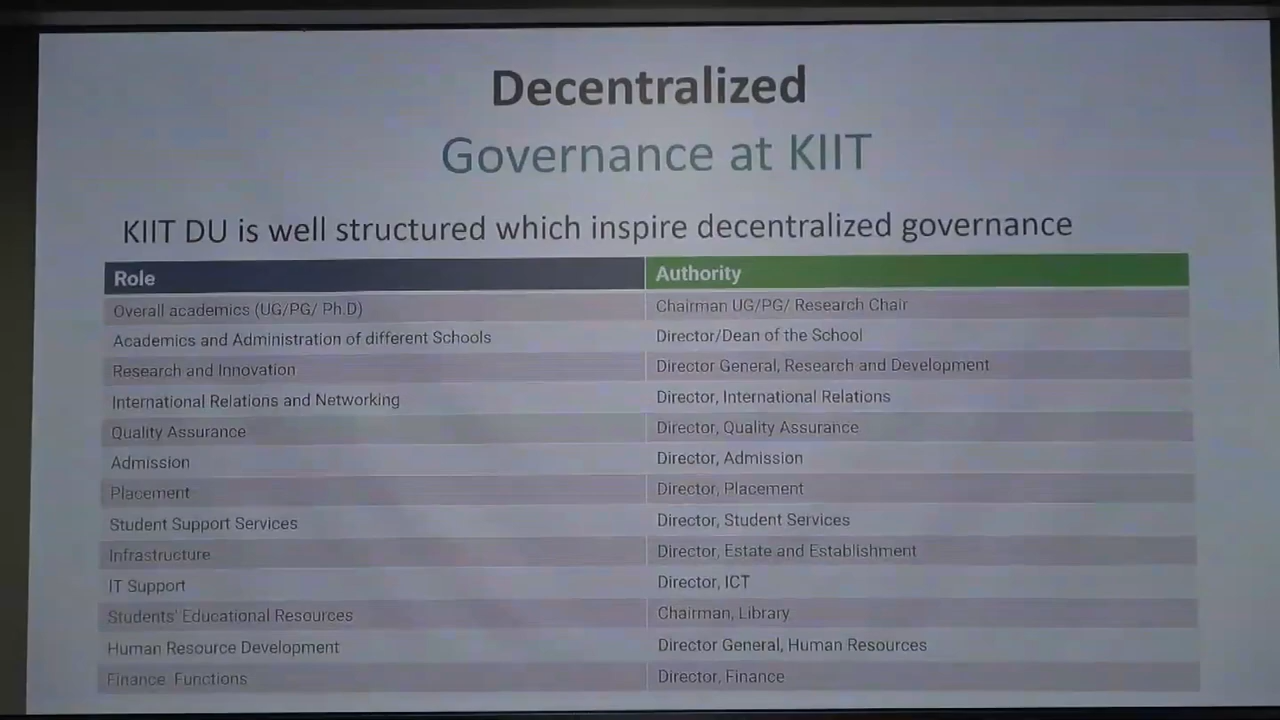 Decentralized
Governance at KIIT
KIIT DU is well structured which inspire decentralized governance
Role Authority
Overall academics (UG/PG/ Ph.D) Chairman UG/PG/ Research Chair
Academics and Administration of different Schools Director/Dean of the School
Research and Innovation Director General, Research and Development
International Relations and Networking Director, International Relations
Quality Assurance Director, Quality Assurance
Admission Director, Admission
Placement Director, Placement
Student Support Services Director, Student Services
Infrastructure Director, Estate and Establishment
IT Support Director, ICT
Students' Educational Resources Chairman, Library
Human Resource Development Director General, Human Resources
Finance Functions Director, Finance